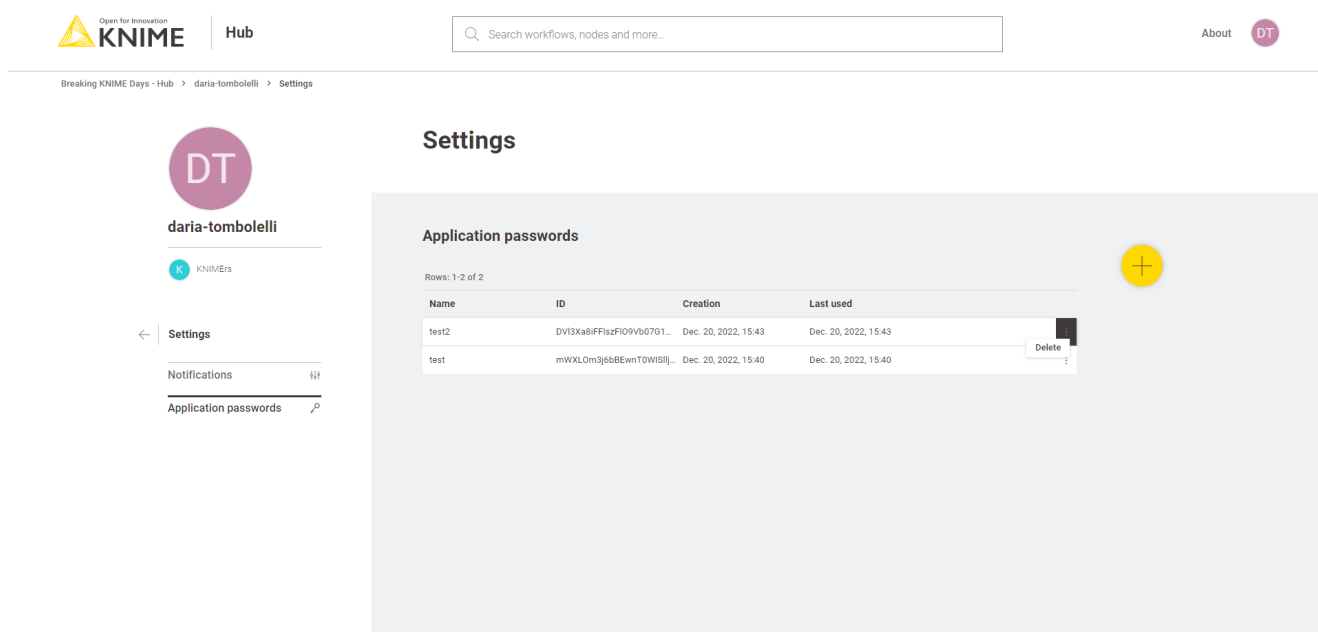 Open for Innovation
KNIME
Hub
Search workflows, nodes and more...
About
DT
Breaking KNIME Days - Hub > daria-tombolelli > Settings
DT
daria-tombolelli
K KNIMErs
Settings
Notifications
Application passwords
Settings
Application passwords
Rows: 1-2 of 2
Name ID Creation Last used
test2 DVl3Xa8iFFlszFlO9Vb07G1... Dec. 20, 2022, 15:43 Dec. 20, 2022, 15:43
Delete
test mWXLOm3j6bBEwnT0WISllj... Dec. 20, 2022, 15:40 Dec. 20, 2022, 15:40